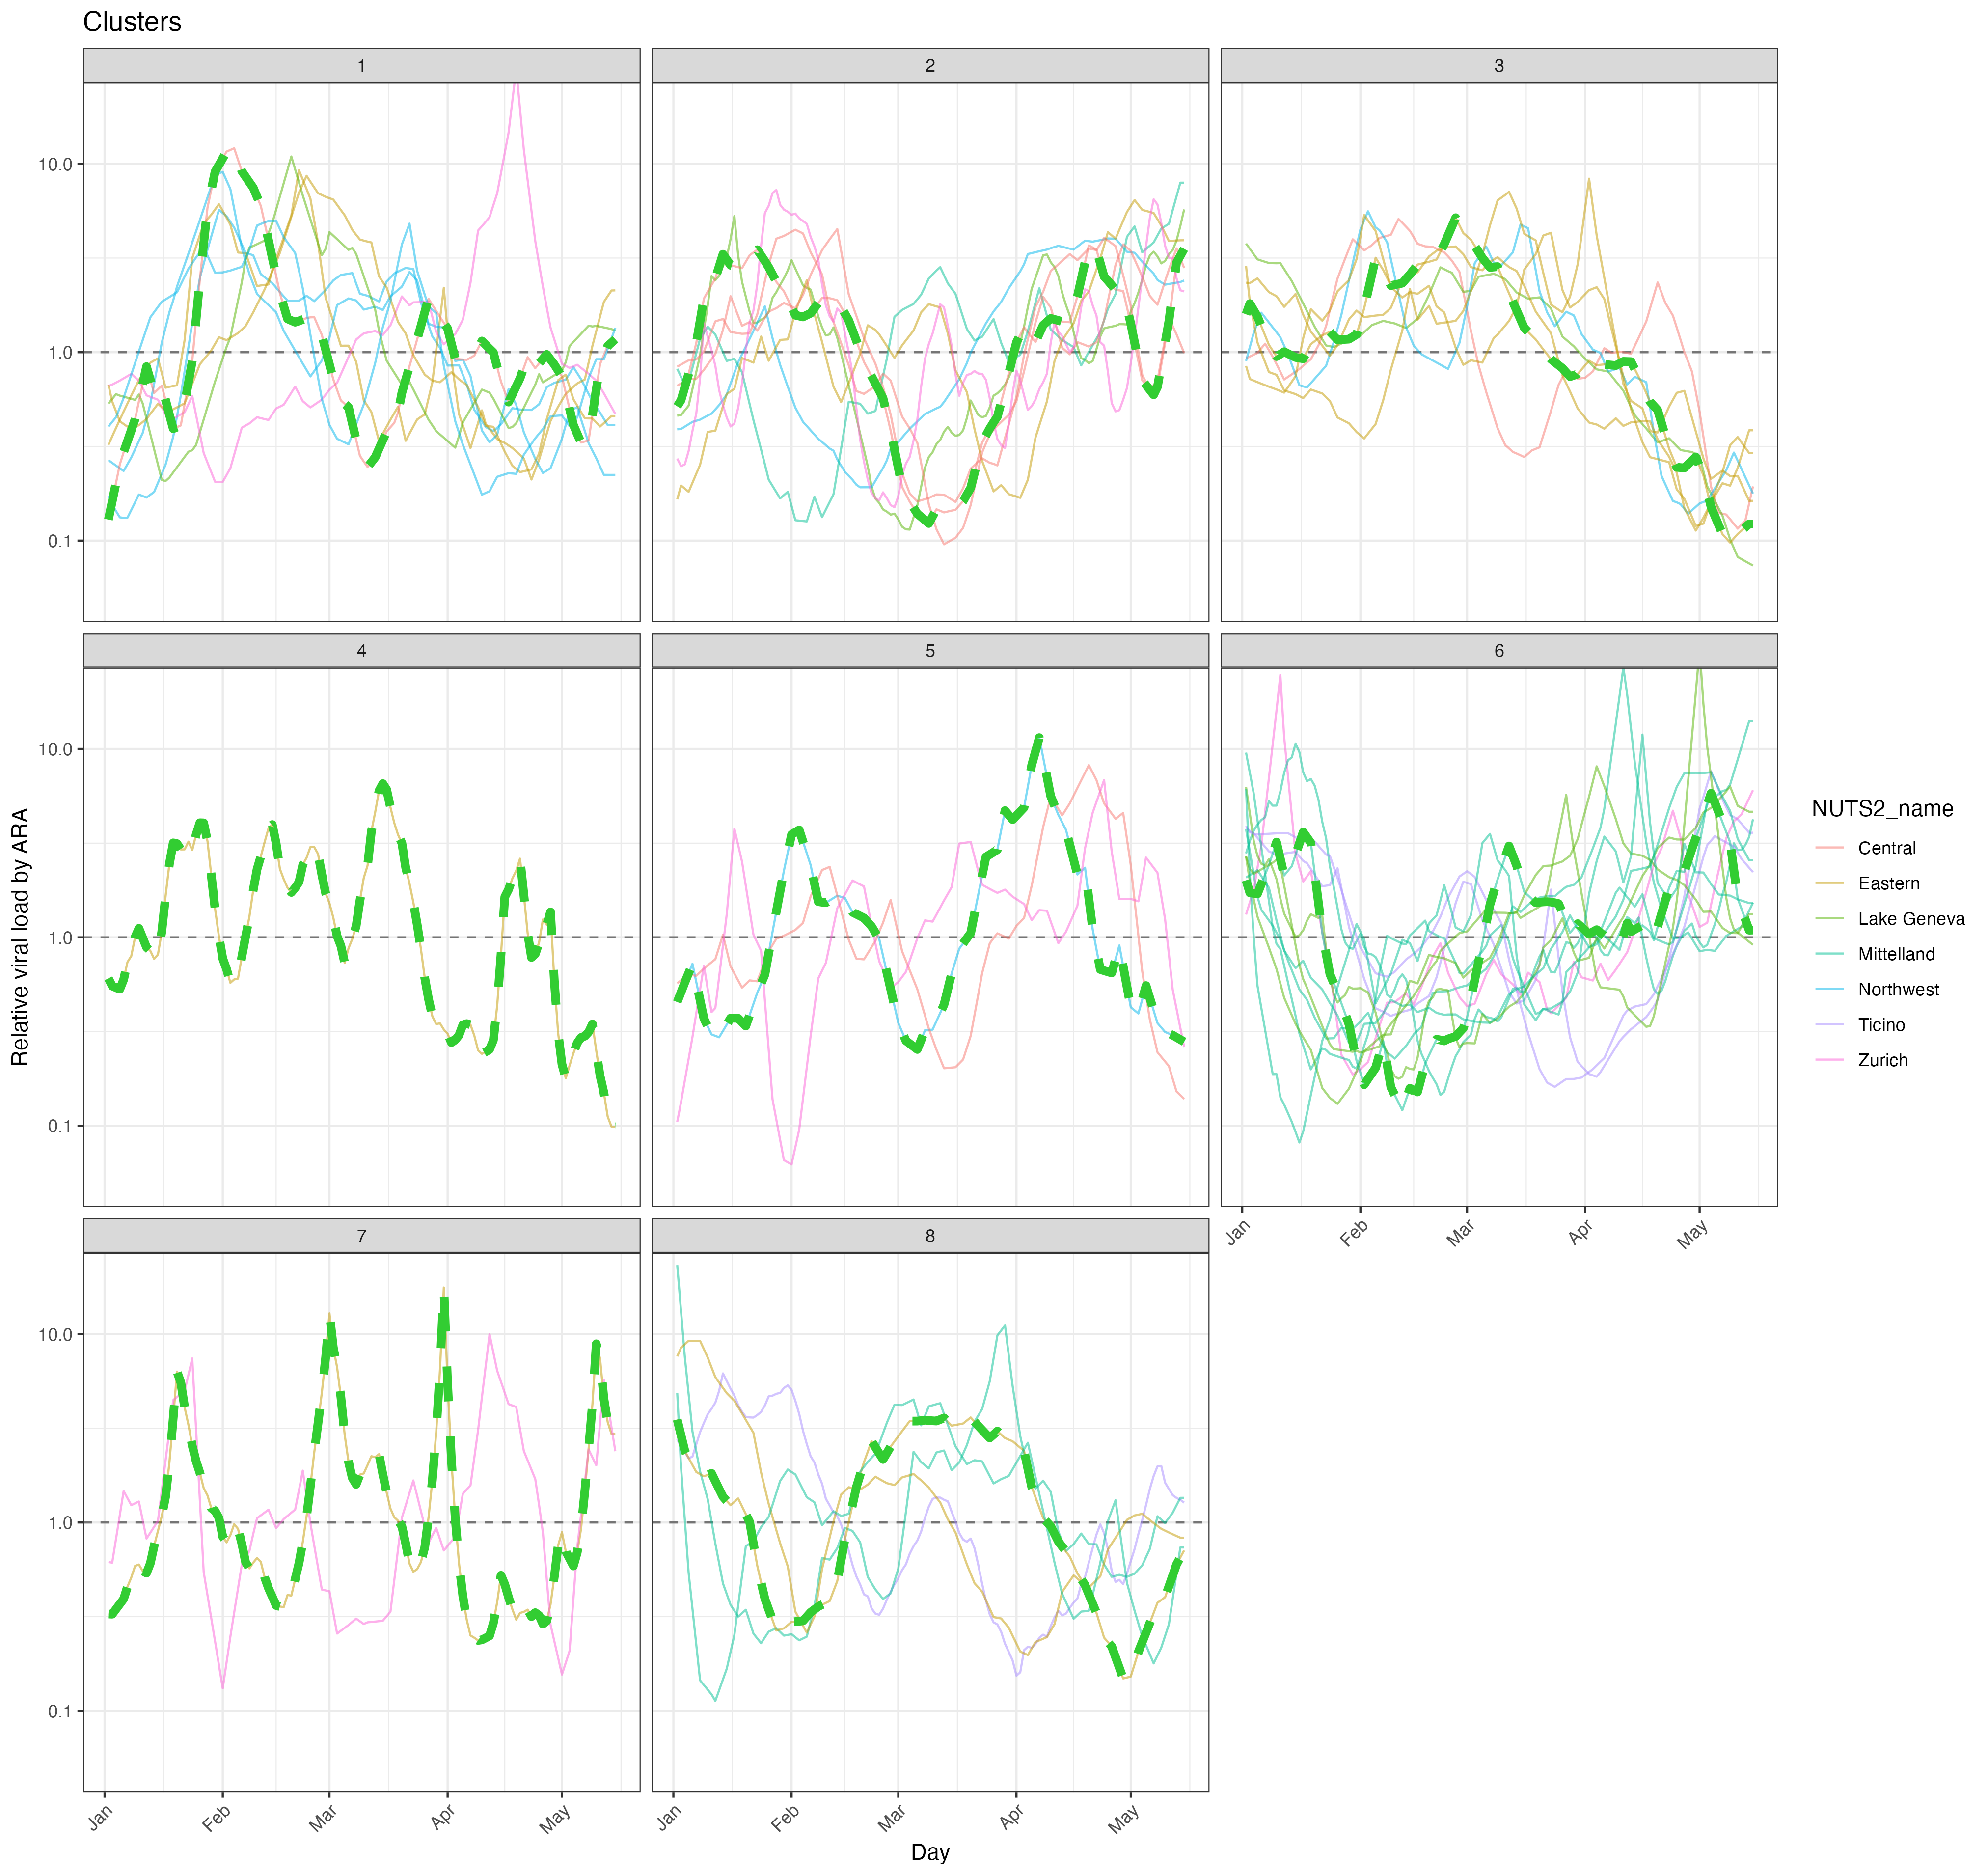 Clusters
1
2
3
10.0
1.0
0.1
4
5
6
10.0
1.0
0.1
Jan
Feb
Mar
Apr
May
7
8
10.0
1.0
0.1
Jan
Feb
Mar
Apr
May
Jan
Feb
Mar
Apr
May
Day
Relative viral load by ARA
NUTS2_name
Central
Eastern
Lake Geneva
Mittelland
Northwest
Ticino
Zurich